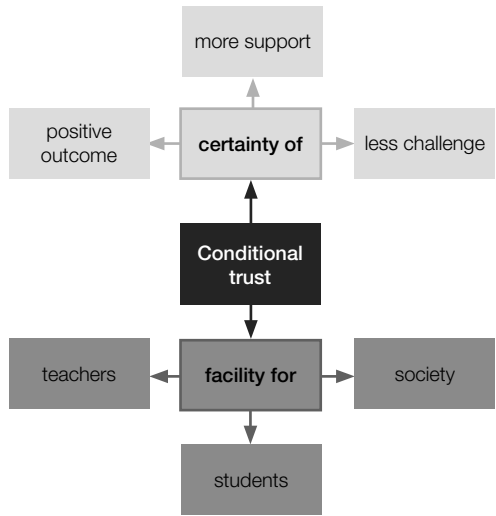 more support
positive
outcome
certainty of
less challenge
Conditional
trust
teachers
facility for
society
students